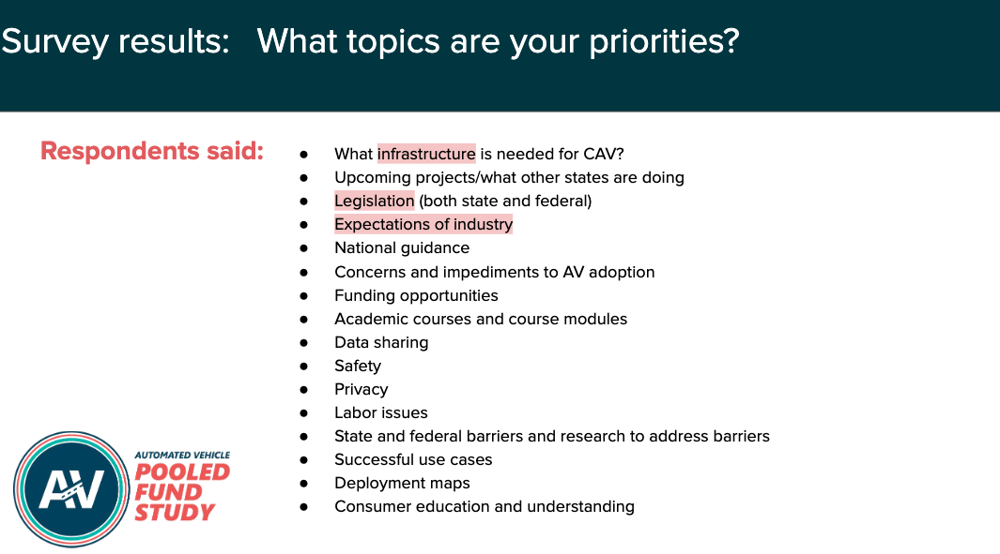 Survey results: What topics are your priorities?
Respondents said:
● What infrastructure is needed for CAV?
● Upcoming projects/what other states are doing
● Legislation (both state and federal)
● Expectations of industry
● National guidance
● Concerns and impediments to AV adoption
● Funding opportunities
● Academic courses and course modules
● Data sharing
● Safety
● Privacy
● Labor issues
● State and federal barriers and research to address barriers
● Successful use cases
● Deployment maps
● Consumer education and understanding
AV
AUTOMATED VEHICLE
POOLED
FUND
STUDY